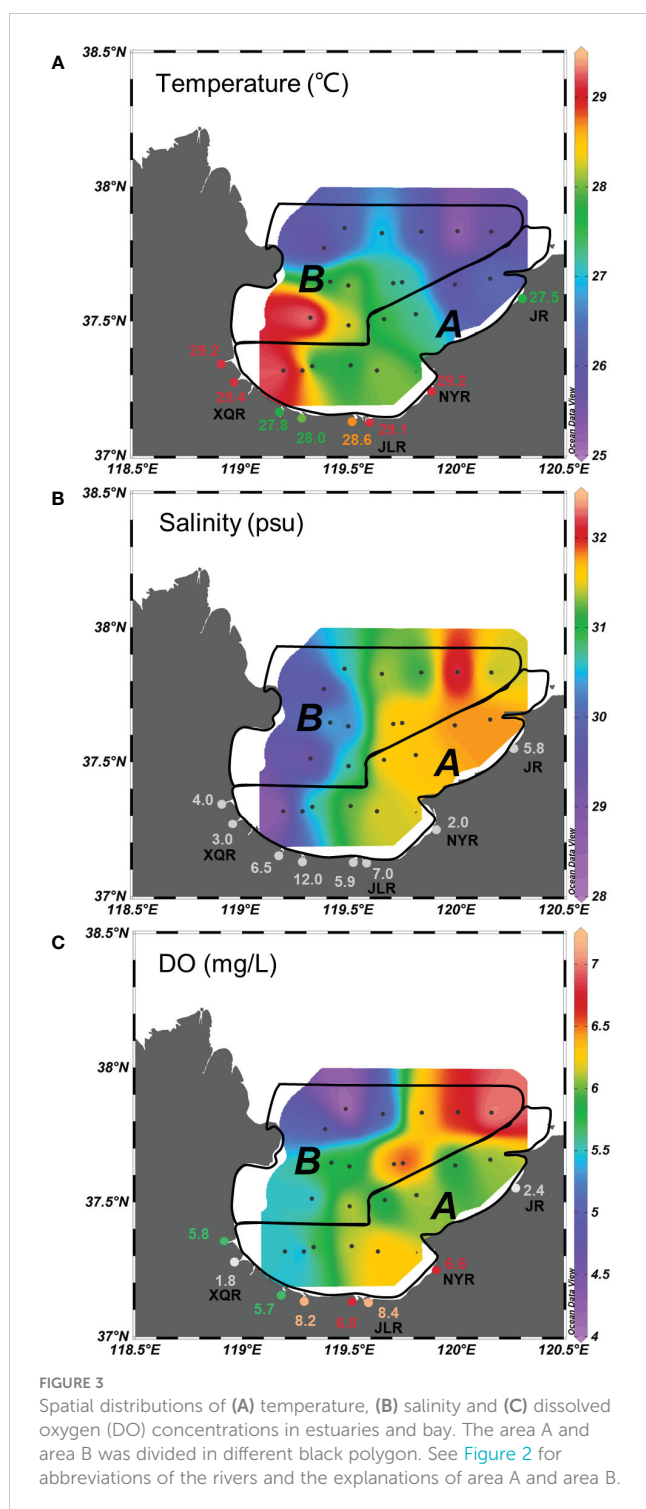 A
Temperature (℃)
38.5°N
38°N
37.5°N
37°N
118.5°E
119°E
119.5°E
120°E
120.5°E
B
A
29.2
29.4
XQR
27.8
28.0
28.6
29.1
JLR
29.2
NYR
27.5
JR
29
28
27
26
25
Ocean Data View
B
Salinity (psu)
38.5°N
38°N
37.5°N
37°N
118.5°E
119°E
119.5°E
120°E
120.5°E
B
A
4.0
3.0
XQR
6.5
12.0
5.9
7.0
JLR
2.0
NYR
5.8
JR
32
31
30
29
28
Ocean Data View
C
DO (mg/L)
38.5°N
38°N
37.5°N
37°N
118.5°E
119°E
119.5°E
120°E
120.5°E
B
A
5.8
1.8
XQR
5.7
8.2
8.4
JLR
NYR
2.4
JR
7
6.5
6
5.5
5
4.5
4
Ocean Data View
FIGURE 3
Spatial distributions of (A) temperature, (B) salinity and (C) dissolved
oxygen (DO) concentrations in estuaries and bay. The area A and
area B was divided in different black polygon. See Figure 2 for
abbreviations of the rivers and the explanations of area A and area B.